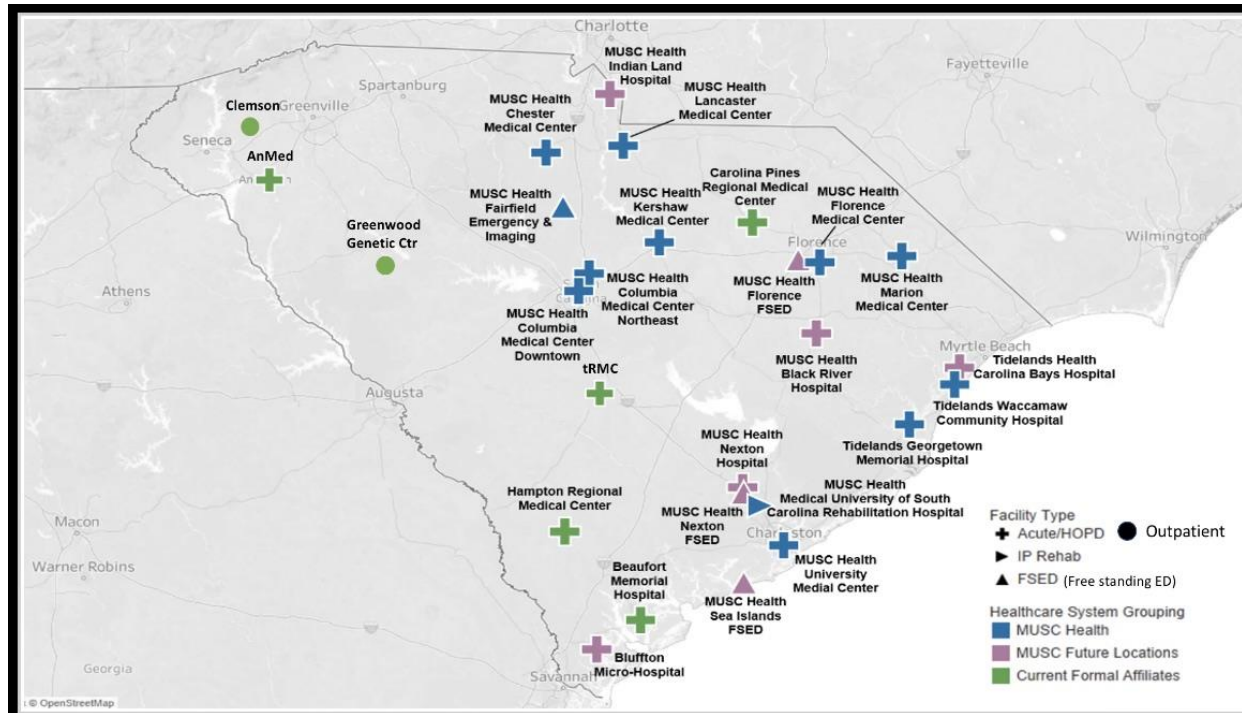 Charlotte
Fayetteville
MUSC Health
Indian Land
Hospital
MUSC Health
Lancaster
Medical Center
Spartanburg
MUSC Health
Chester
Medical Center
Clemson
Greenville
Seneca
AnMed
MUSC Health
Fairfield
Emergency &
Imaging
MUSC Health
Kershaw
Medical Center
Carolina Pines
Regional Medical
Center
MUSC Health
Florence
Medical Center
Greenwood
Genetic Ctr
Florence
Wilmington
MUSC Health
Marion
Medical Center
MUSC Health
Florence
FSED
MUSC Health
Columbia
Medical Center
Northeast
Athens
MUSC Health
Columbia
Medical Center
Downtown
MUSC Health
Black River
Hospital
Myrtle Beach
Tidelands Health
Carolina Bays Hospital
tRMC
Augusta
Tidelands Waccamaw
Community Hospital
Tidelands Georgetown
Memorial Hospital
MUSC Health
Nexton
Hospital
MUSC Health
Medical University of South
Carolina Rehabilitation Hospital
Hampton Regional
Medical Center
MUSC Health
Nexton
FSED
Charleston
Macon
Warner Robins
MUSC Health
University
Medial Center
Beaufort
Memorial
Hospital
MUSC Health
Sea Islands
FSED
Bluffton
Micro-Hospital
Savannah
Georgia
Facility Type
Acute/HOPD
Outpatient
IP Rehab
FSED (Free standing ED)
Healthcare System Grouping
MUSC Health
MUSC Future Locations
Current Formal Affiliates
© OpenStreetMap